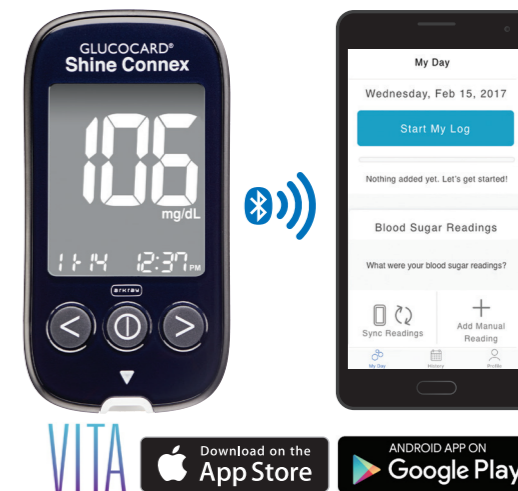 GLUCOCARD®
Shine Connex
106
mg/dL
11-14 12:37 PM
arkray
My Day
Wednesday, Feb 15, 2017
Start My Log
Nothing added yet. Let's get started!
Blood Sugar Readings
What were your blood sugar readings?
Sync Readings
Add Manual
Reading
My Day History Profile
VITA
Download on the
App Store
ANDROID APP ON
Google Play